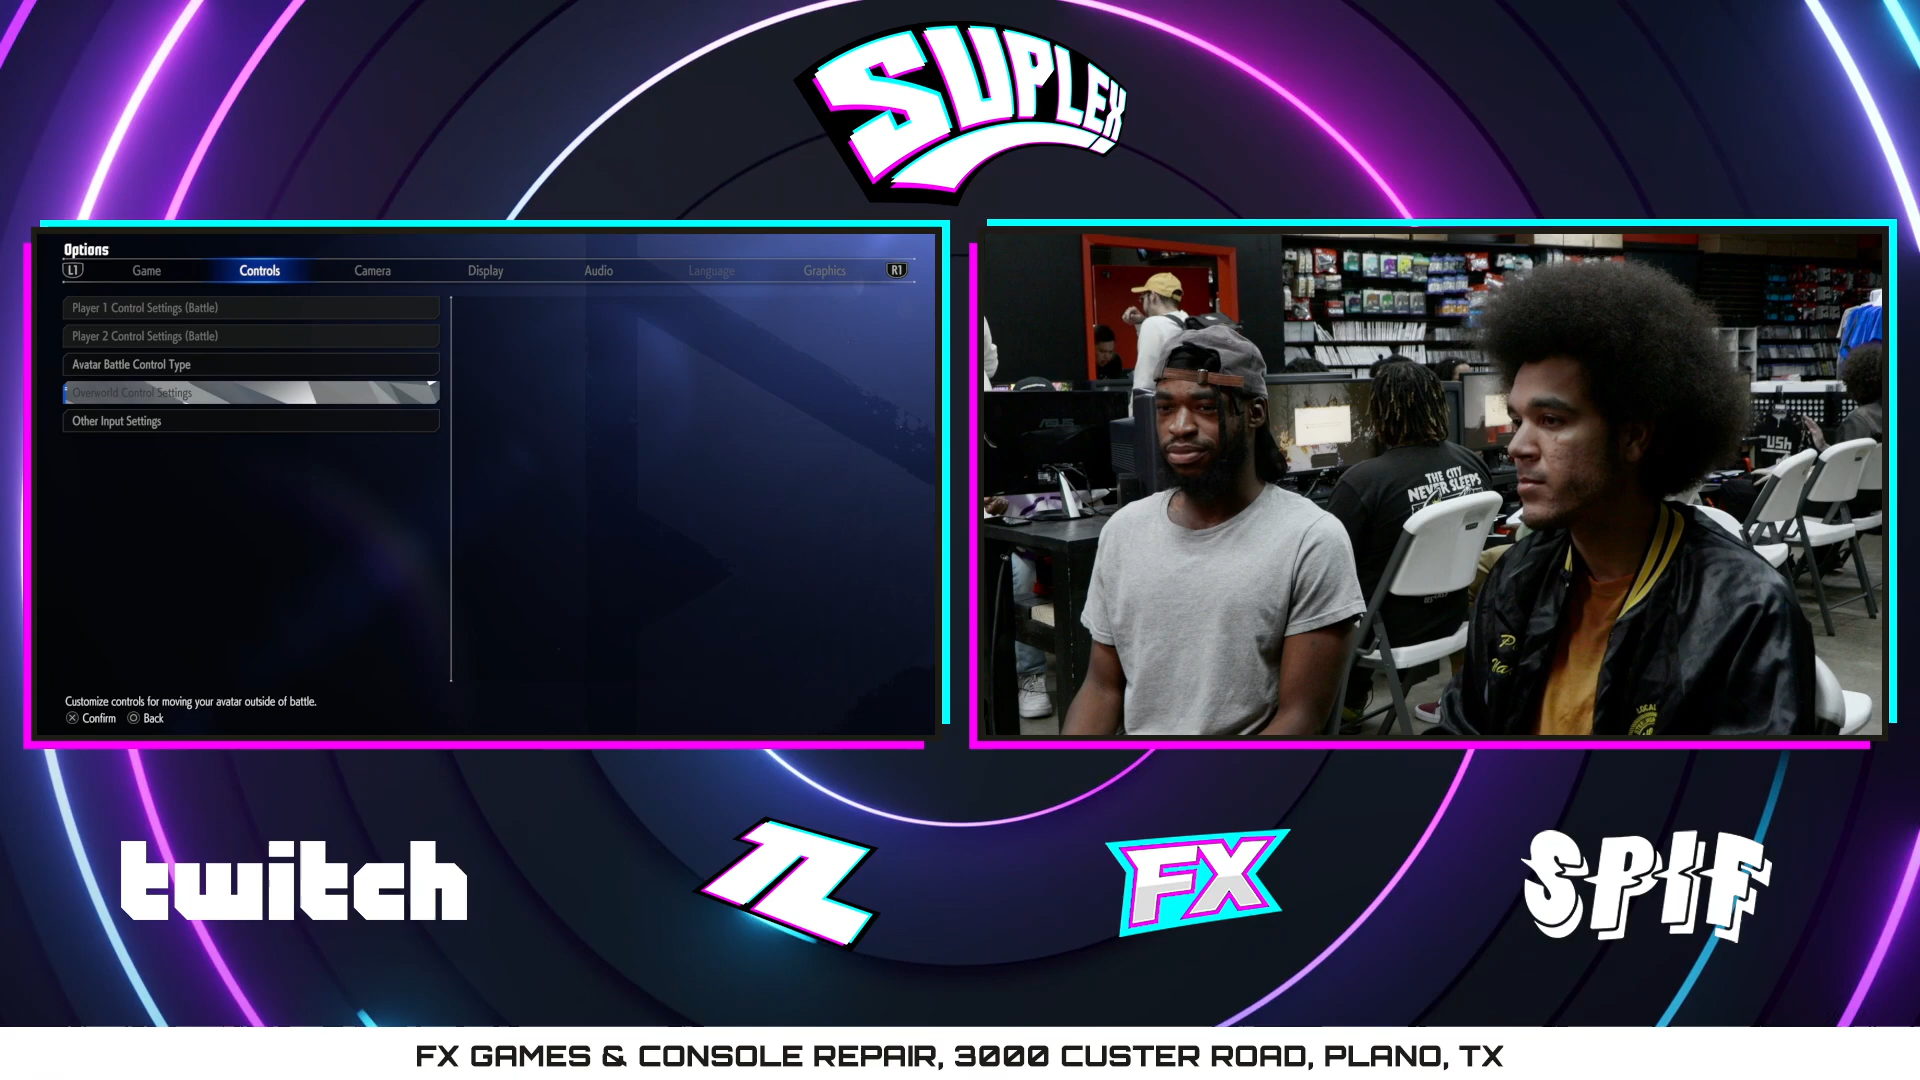 SUPLEX
Options
L1 Game Controls Camera Display Audio Language Graphics R1
Player 1 Control Settings (Battle)
Player 2 Control Settings (Battle)
Avatar Battle Control Type
Overworld Control Settings
Other Input Settings
Customize controls for moving your avatar outside of battle.
Confirm Back
ASUS
THE CITY
NEVER SLEEPS
USh
LOCAL
twitch
FX
SPIF
FX GAMES & CONSOLE REPAIR, 3000 CUSTER ROAD, PLANO, TX